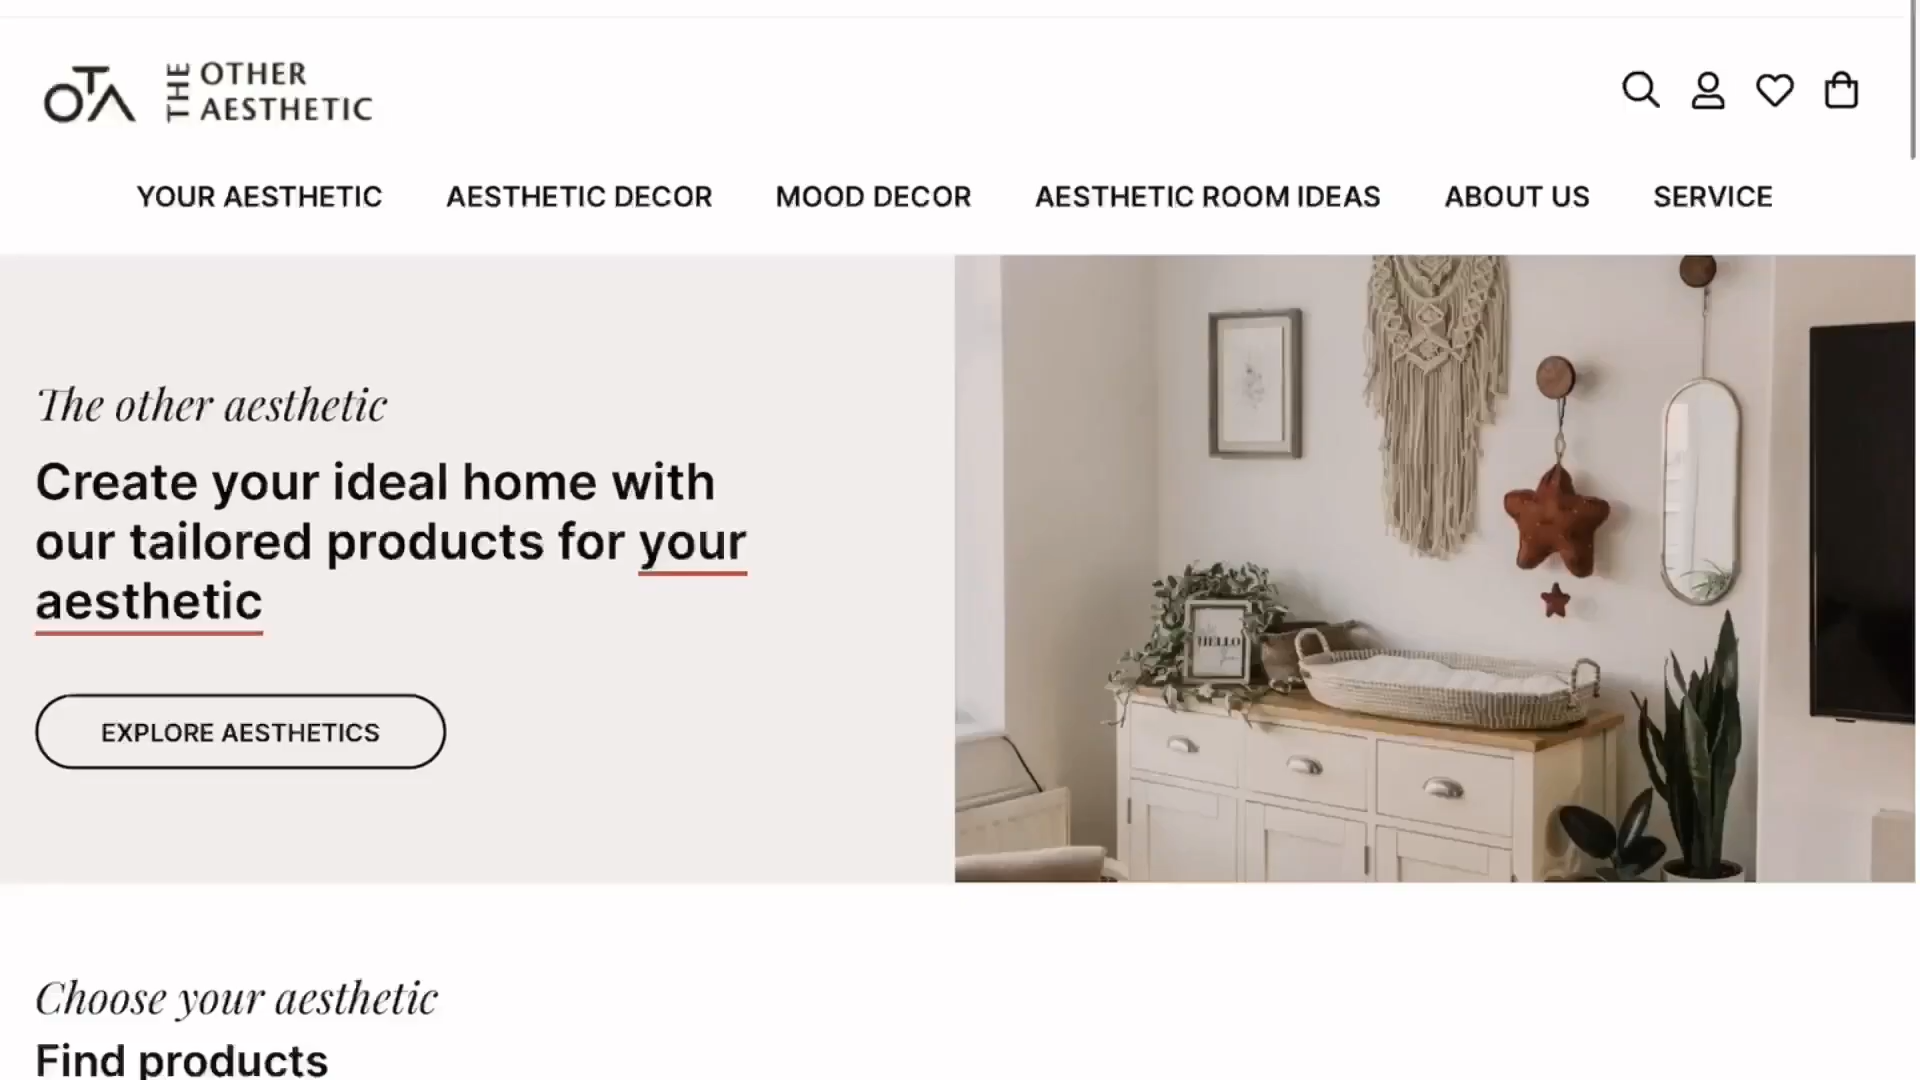 OTA
THE OTHER
AESTHETIC
YOUR AESTHETIC AESTHETIC DECOR MOOD DECOR AESTHETIC ROOM IDEAS ABOUT US SERVICE
The other aesthetic
Create your ideal home with
our tailored products for your
aesthetic
EXPLORE AESTHETICS
HELLO
Choose your aesthetic
Find products